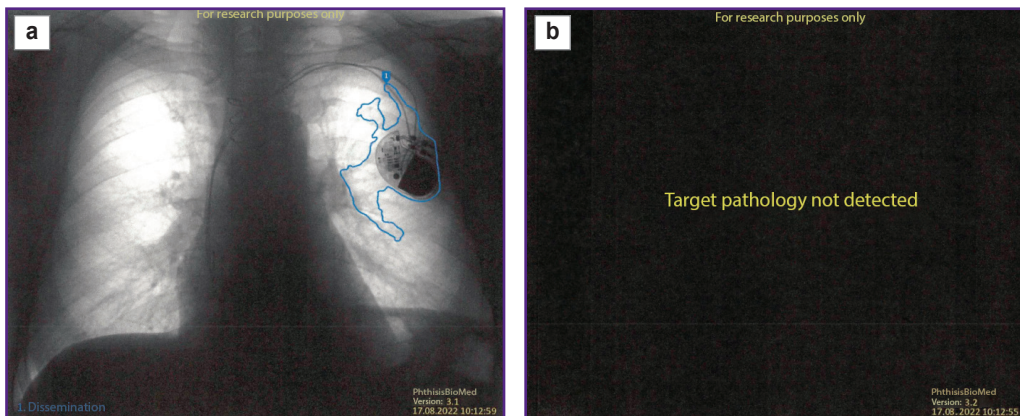 a
For research purposes only
1
1. Dissemination
PhthisisBioMed
Version: 3.1
17.08.2022 10:12:59
b
For research purposes only
Target pathology not detected
PhthisisBioMed
Version: 3.2
17.08.2022 10:12:55